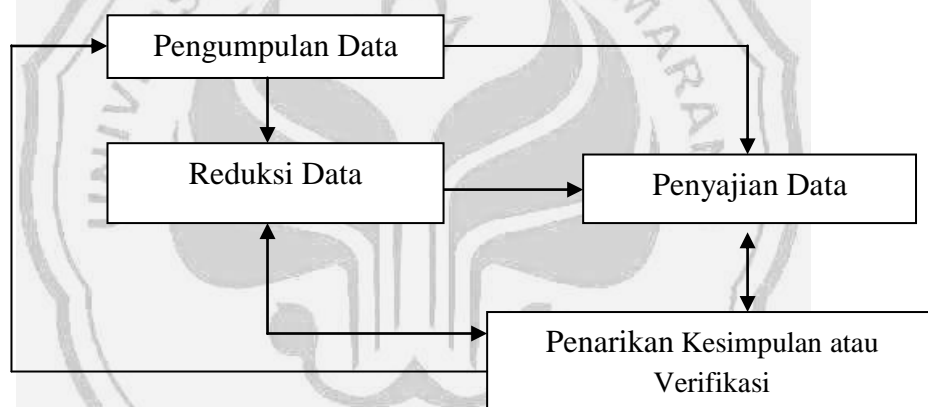 Pengumpulan Data
Reduksi Data
Penyajian Data
Penarikan Kesimpulan atau
Verifikasi